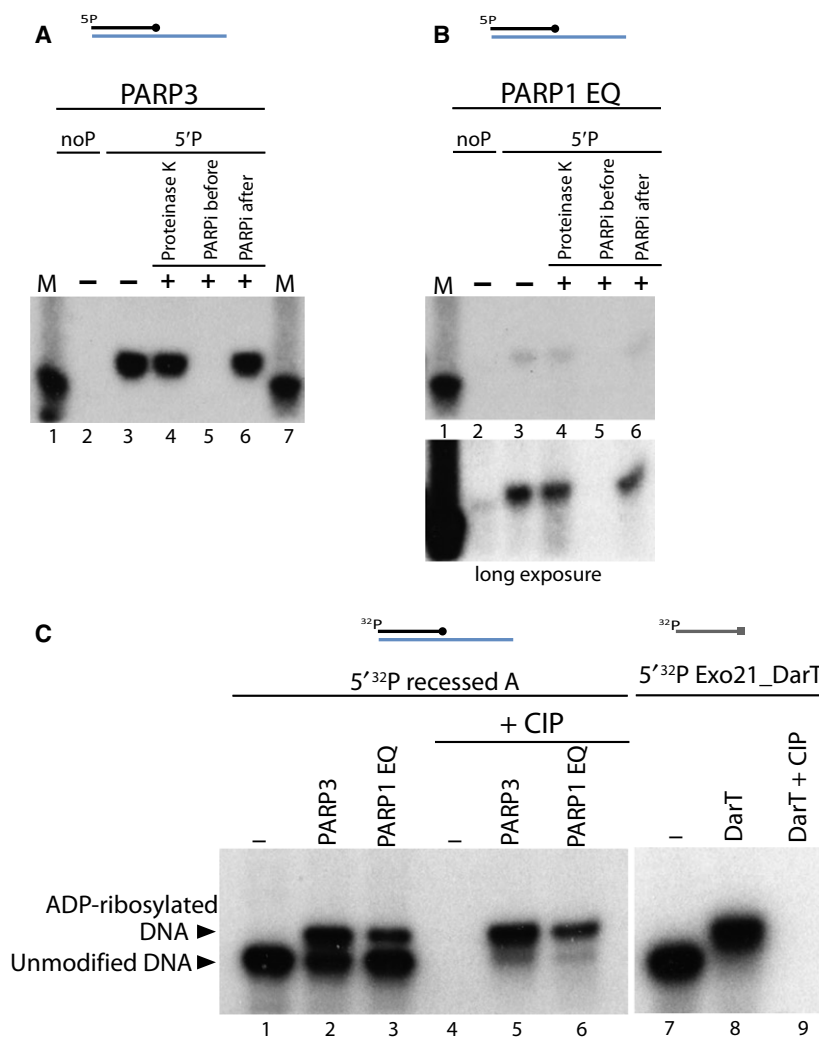 A
5P
PARP3
noP 5'P
Proteinase K
PARPi before
PARPi after
M – – + + + M
1 2 3 4 5 6 7
B
5P
PARP1 EQ
noP 5'P
Proteinase K
PARPi before
PARPi after
M – – + + +
1 2 3 4 5 6
long exposure
C
32P
5′32P recessed A
+ CIP
– PARP3 PARP1 EQ – PARP3 PARP1 EQ
ADP-ribosylated
DNA ►
Unmodified DNA ►
1 2 3 4 5 6
32P
5′32P Exo21_DarT
– DarT DarT + CIP
7 8 9